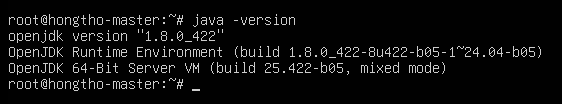 root@hongtho-master:~# java -version
openjdk version "1.8.0_422"
OpenJDK Runtime Environment (build 1.8.0_422-8u422-b05-1~24.04-b05)
OpenJDK 64-Bit Server VM (build 25.422-b05, mixed mode)
root@hongtho-master:~# _